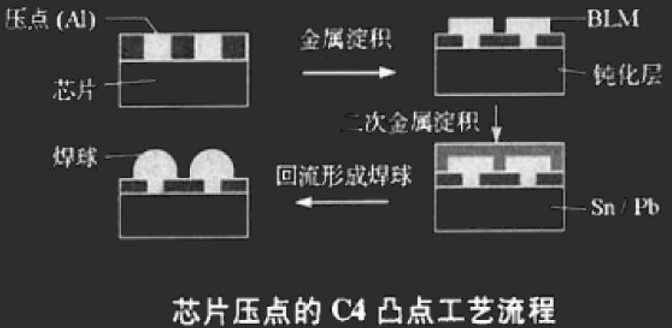 压点 (Al)
金属淀积
BLM
芯片
钝化层
二次金属淀积
焊球
回流形成焊球
Sn / Pb
芯片压点的 C4 凸点工艺流程